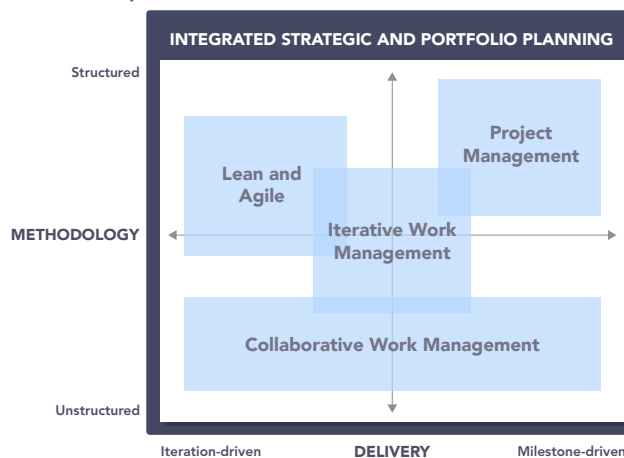 INTEGRATED STRATEGIC AND PORTFOLIO PLANNING
Structured
Project
Management
Lean and
Agile
METHODOLOGY
Iterative Work
Management
Collaborative Work Management
Unstructured
Iteration-driven
DELIVERY
Milestone-driven